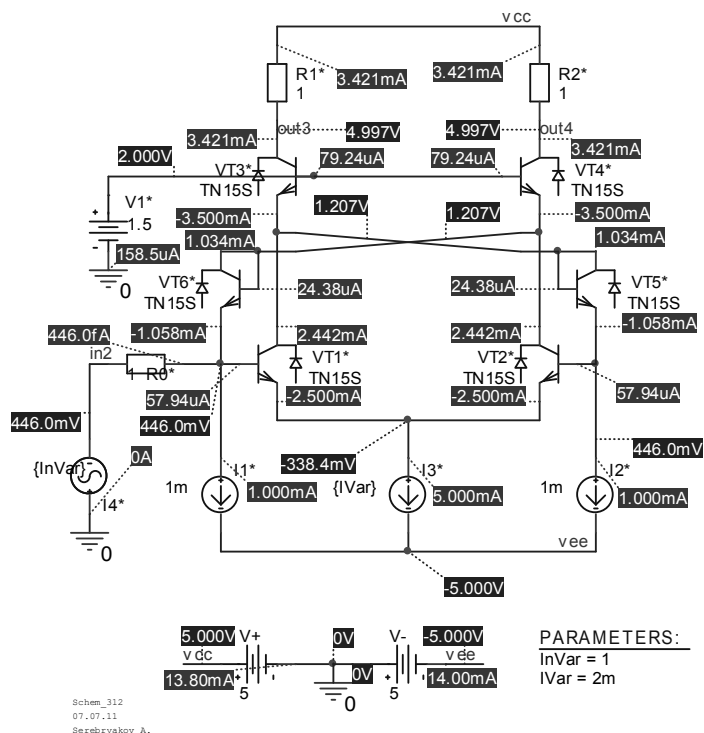 vcc
R1*
1
3.421mA
3.421mA
R2*
1
out3
4.997V
4.997V
out4
3.421mA
3.421mA
2.000V
VT3*
TN15S
79.24uA
79.24uA
VT4*
TN15S
V1*
1.5
-3.500mA
1.207V
1.207V
-3.500mA
158.5uA
0
1.034mA
1.034mA
VT6*
TN15S
24.38uA
24.38uA
VT5*
TN15S
-1.058mA
-1.058mA
446.0fA
in2
2.442mA
2.442mA
1 R0*
VT1*
TN15S
VT2*
TN15S
57.94uA
-2.500mA
-2.500mA
57.94uA
446.0mV
446.0mV
446.0mV
0A
-338.4mV
{InVar}
I4*
I1*
1m
1.000mA
I3*
{IVar}
5.000mA
I2*
1m
1.000mA
0
vee
-5.000V
5.000V
V+
0V
V-
-5.000V
vcc
vee
13.80mA
5
0V
0
5
14.00mA
PARAMETERS:
InVar = 1
IVar = 2m
Schem_312
07.07.11
Serebryakov A.